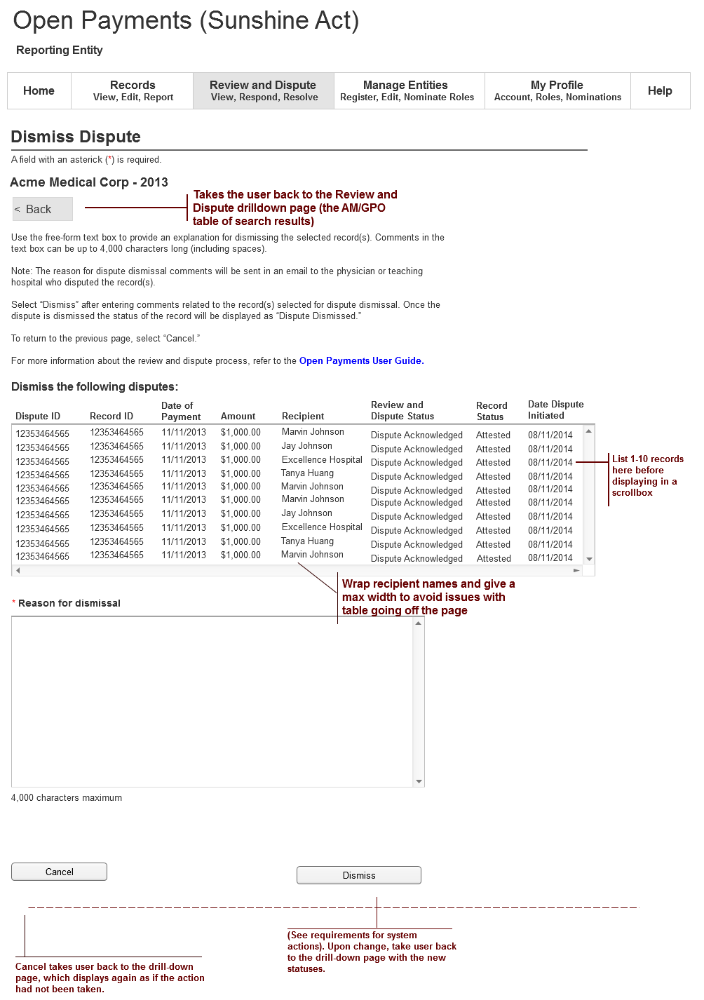 Open Payments (Sunshine Act)
Reporting Entity
Home
Records
View, Edit, Report
Review and Dispute
View, Respond, Resolve
Manage Entities
Register, Edit, Nominate Roles
My Profile
Account, Roles, Nominations
Help
Dismiss Dispute
A field with an asterick (*) is required.
Acme Medical Corp - 2013
< Back
Takes the user back to the Review and
Dispute drilldown page (the AM/GPO
table of search results)
Use the free-form text box to provide an explanation for dismissing the selected record(s). Comments in the
text box can be up to 4,000 characters long (including spaces).
Note: The reason for dispute dismissal comments will be sent in an email to the physician or teaching
hospital who disputed the record(s).
Select “Dismiss” after entering comments related to the record(s) selected for dispute dismissal. Once the
dispute is dismissed the status of the record will be displayed as “Dispute Dismissed.”
To return to the previous page, select “Cancel.”
For more information about the review and dispute process, refer to the Open Payments User Guide.
Dismiss the following disputes:
Dispute ID Record ID Date of Payment Amount Recipient Review and Dispute Status Record Status Date Dispute Initiated
12353464565 12353464565 11/11/2013 $1,000.00 Marvin Johnson Dispute Acknowledged Attested 08/11/2014
12353464565 12353464565 11/11/2013 $1,000.00 Jay Johnson Dispute Acknowledged Attested 08/11/2014
12353464565 12353464565 11/11/2013 $1,000.00 Excellence Hospital Dispute Acknowledged Attested 08/11/2014
12353464565 12353464565 11/11/2013 $1,000.00 Tanya Huang Dispute Acknowledged Attested 08/11/2014
12353464565 12353464565 11/11/2013 $1,000.00 Marvin Johnson Dispute Acknowledged Attested 08/11/2014
12353464565 12353464565 11/11/2013 $1,000.00 Marvin Johnson Dispute Acknowledged Attested 08/11/2014
12353464565 12353464565 11/11/2013 $1,000.00 Jay Johnson Dispute Acknowledged Attested 08/11/2014
12353464565 12353464565 11/11/2013 $1,000.00 Excellence Hospital Dispute Acknowledged Attested 08/11/2014
12353464565 12353464565 11/11/2013 $1,000.00 Tanya Huang Dispute Acknowledged Attested 08/11/2014
12353464565 12353464565 11/11/2013 $1,000.00 Marvin Johnson Dispute Acknowledged Attested 08/11/2014
List 1-10 records
here before
displaying in a
scrollbox
Wrap recipient names and give a
max width to avoid issues with
table going off the page
* Reason for dismissal
4,000 characters maximum
Cancel
Dismiss
(See requirements for system
actions). Upon change, take user back
to the drill-down page with the new
statuses.
Cancel takes user back to the drill-down
page, which displays again as if the action
had not been taken.